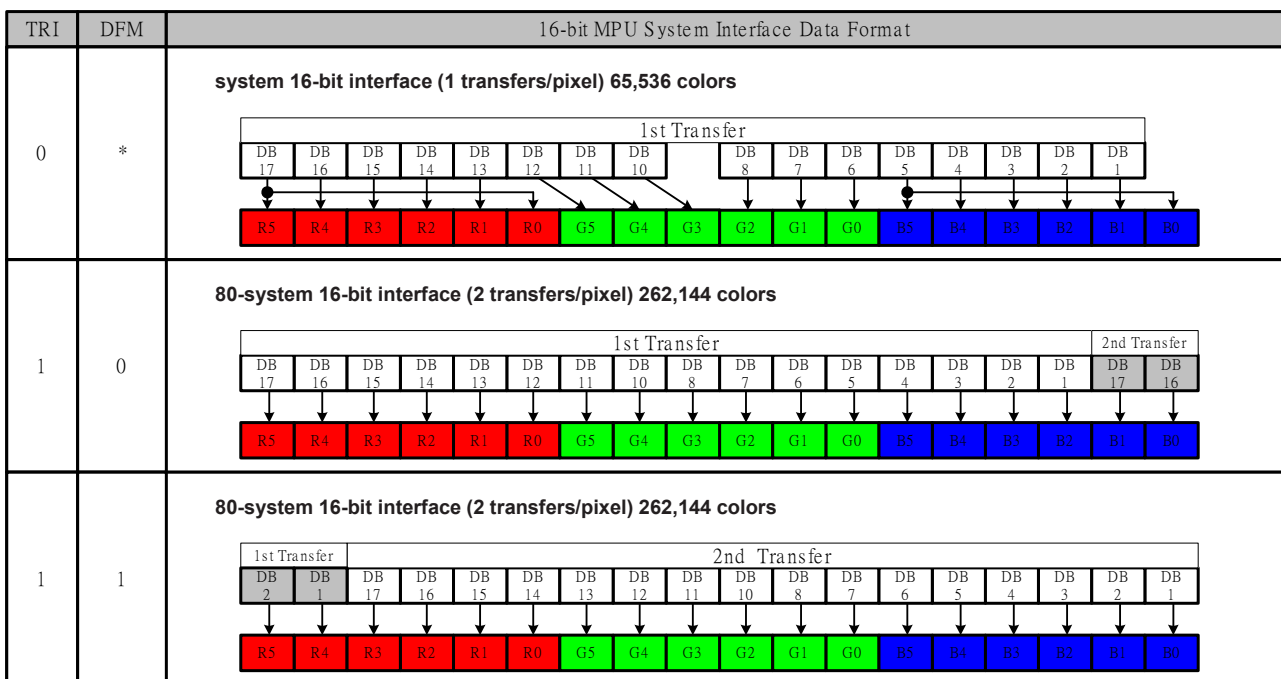 TRI DFM 16-bit MPU System Interface Data Format
0 *
system 16-bit interface (1 transfers/pixel) 65,536 colors
1st Transfer
DB 17 DB 16 DB 15 DB 14 DB 13 DB 12 DB 11 DB 10 DB 8 DB 7 DB 6 DB 5 DB 4 DB 3 DB 2 DB 1
R5 R4 R3 R2 R1 R0 G5 G4 G3 G2 G1 G0 B5 B4 B3 B2 B1 B0
1 0
80-system 16-bit interface (2 transfers/pixel) 262,144 colors
1st Transfer 2nd Transfer
DB 17 DB 16 DB 15 DB 14 DB 13 DB 12 DB 11 DB 10 DB 8 DB 7 DB 6 DB 5 DB 4 DB 3 DB 2 DB 1 DB 17 DB 16
R5 R4 R3 R2 R1 R0 G5 G4 G3 G2 G1 G0 B5 B4 B3 B2 B1 B0
1 1
80-system 16-bit interface (2 transfers/pixel) 262,144 colors
1st Transfer 2nd Transfer
DB 2 DB 1 DB 17 DB 16 DB 15 DB 14 DB 13 DB 12 DB 11 DB 10 DB 8 DB 7 DB 6 DB 5 DB 4 DB 3 DB 2 DB 1
R5 R4 R3 R2 R1 R0 G5 G4 G3 G2 G1 G0 B5 B4 B3 B2 B1 B0